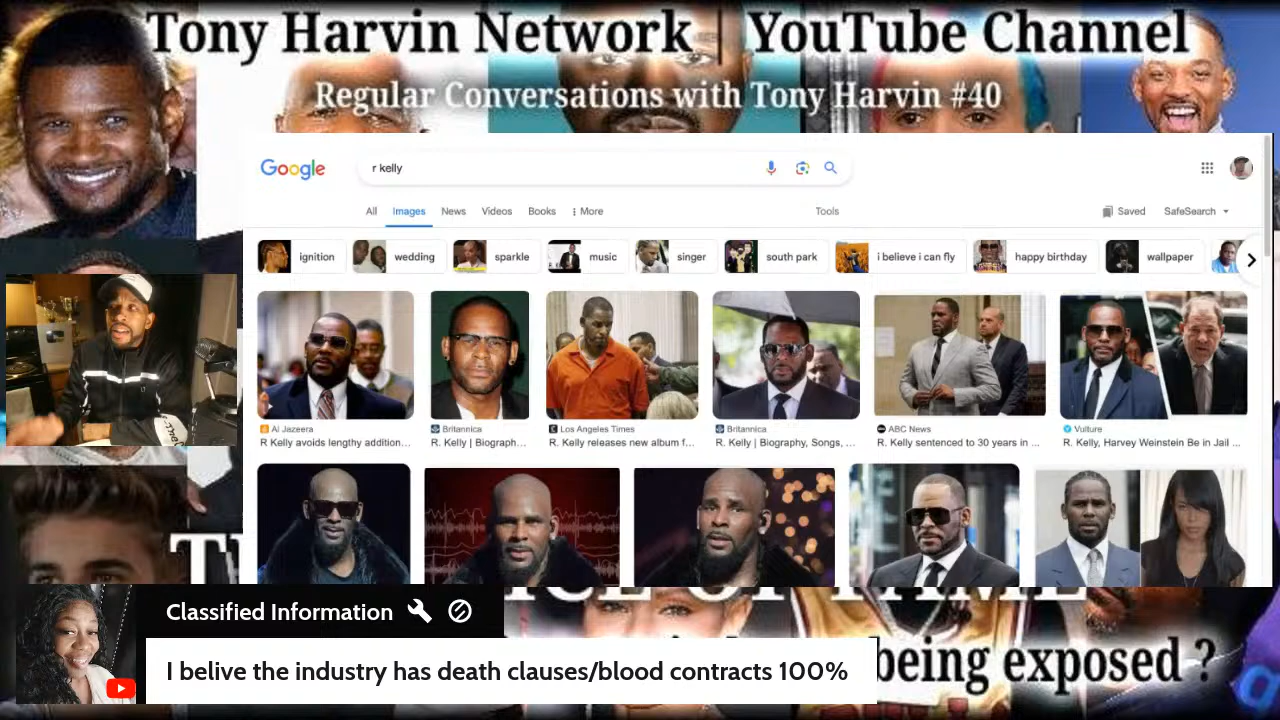 Tony Harvin Network | YouTube Channel
Regular Conversations with Tony Harvin #40
Google
r kelly
All Images News Videos Books More Tools Saved SafeSearch
ignition wedding sparkle music singer south park i believe i can fly happy birthday wallpaper
Al Jazeera Britannica Los Angeles Times Britannica ABC News Vulture
R Kelly avoids lengthy addition... R. Kelly | Biograph... R. Kelly releases new album f... R. Kelly | Biography, Songs, ... R. Kelly sentenced to 30 years in ... R. Kelly, Harvey Weinstein Be in Jail ...
Classified Information
I belive the industry has death clauses/blood contracts 100%
being exposed ?